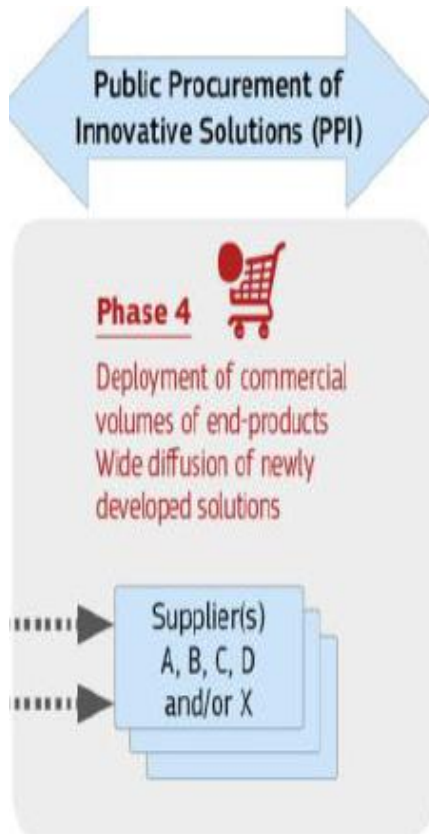 Public Procurement of
Innovative Solutions (PPI)
Phase 4
Deployment of commercial
volumes of end-products
Wide diffusion of newly
developed solutions
Supplier(s)
A, B, C, D
and/or X